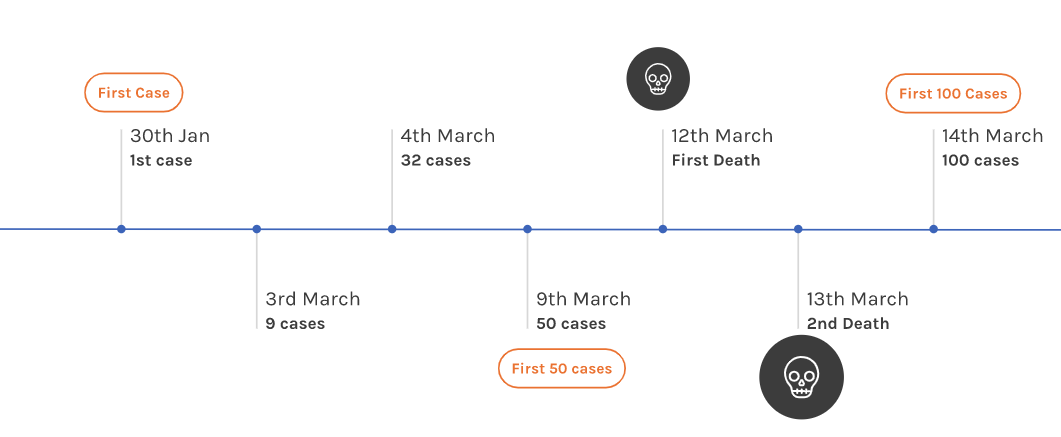 First Case
30th Jan
1st case
3rd March
9 cases
4th March
32 cases
9th March
50 cases
First 50 cases
12th March
First Death
13th March
2nd Death
First 100 Cases
14th March
100 cases